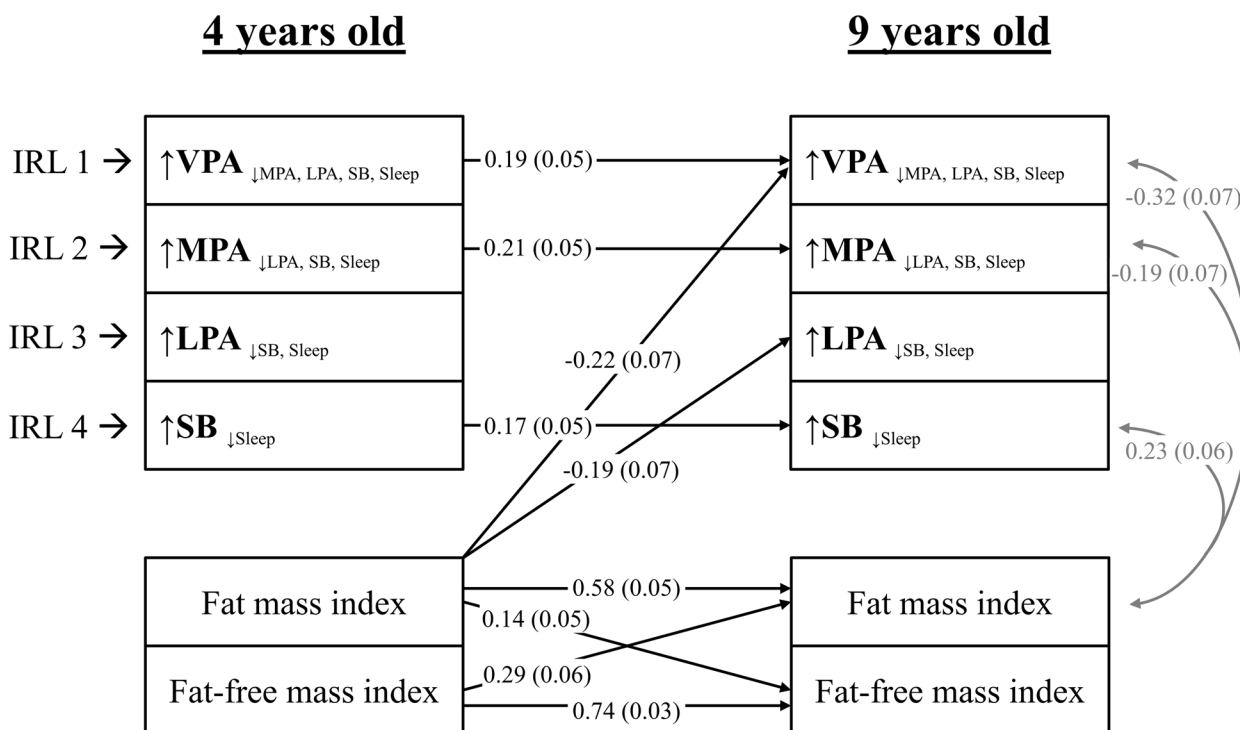 4 years old
9 years old
IRL 1 → ↑VPA ↓MPA, LPA, SB, Sleep
0.19 (0.05)
↑VPA ↓MPA, LPA, SB, Sleep
-0.32 (0.07)
IRL 2 → ↑MPA ↓LPA, SB, Sleep
0.21 (0.05)
↑MPA ↓LPA, SB, Sleep
-0.19 (0.07)
IRL 3 → ↑LPA ↓SB, Sleep
-0.22 (0.07)
↑LPA ↓SB, Sleep
IRL 4 → ↑SB ↓Sleep
0.17 (0.05)
↑SB ↓Sleep
0.23 (0.06)
-0.19 (0.07)
Fat mass index
0.58 (0.05)
0.14 (0.05)
Fat mass index
Fat-free mass index
0.29 (0.06)
0.74 (0.03)
Fat-free mass index